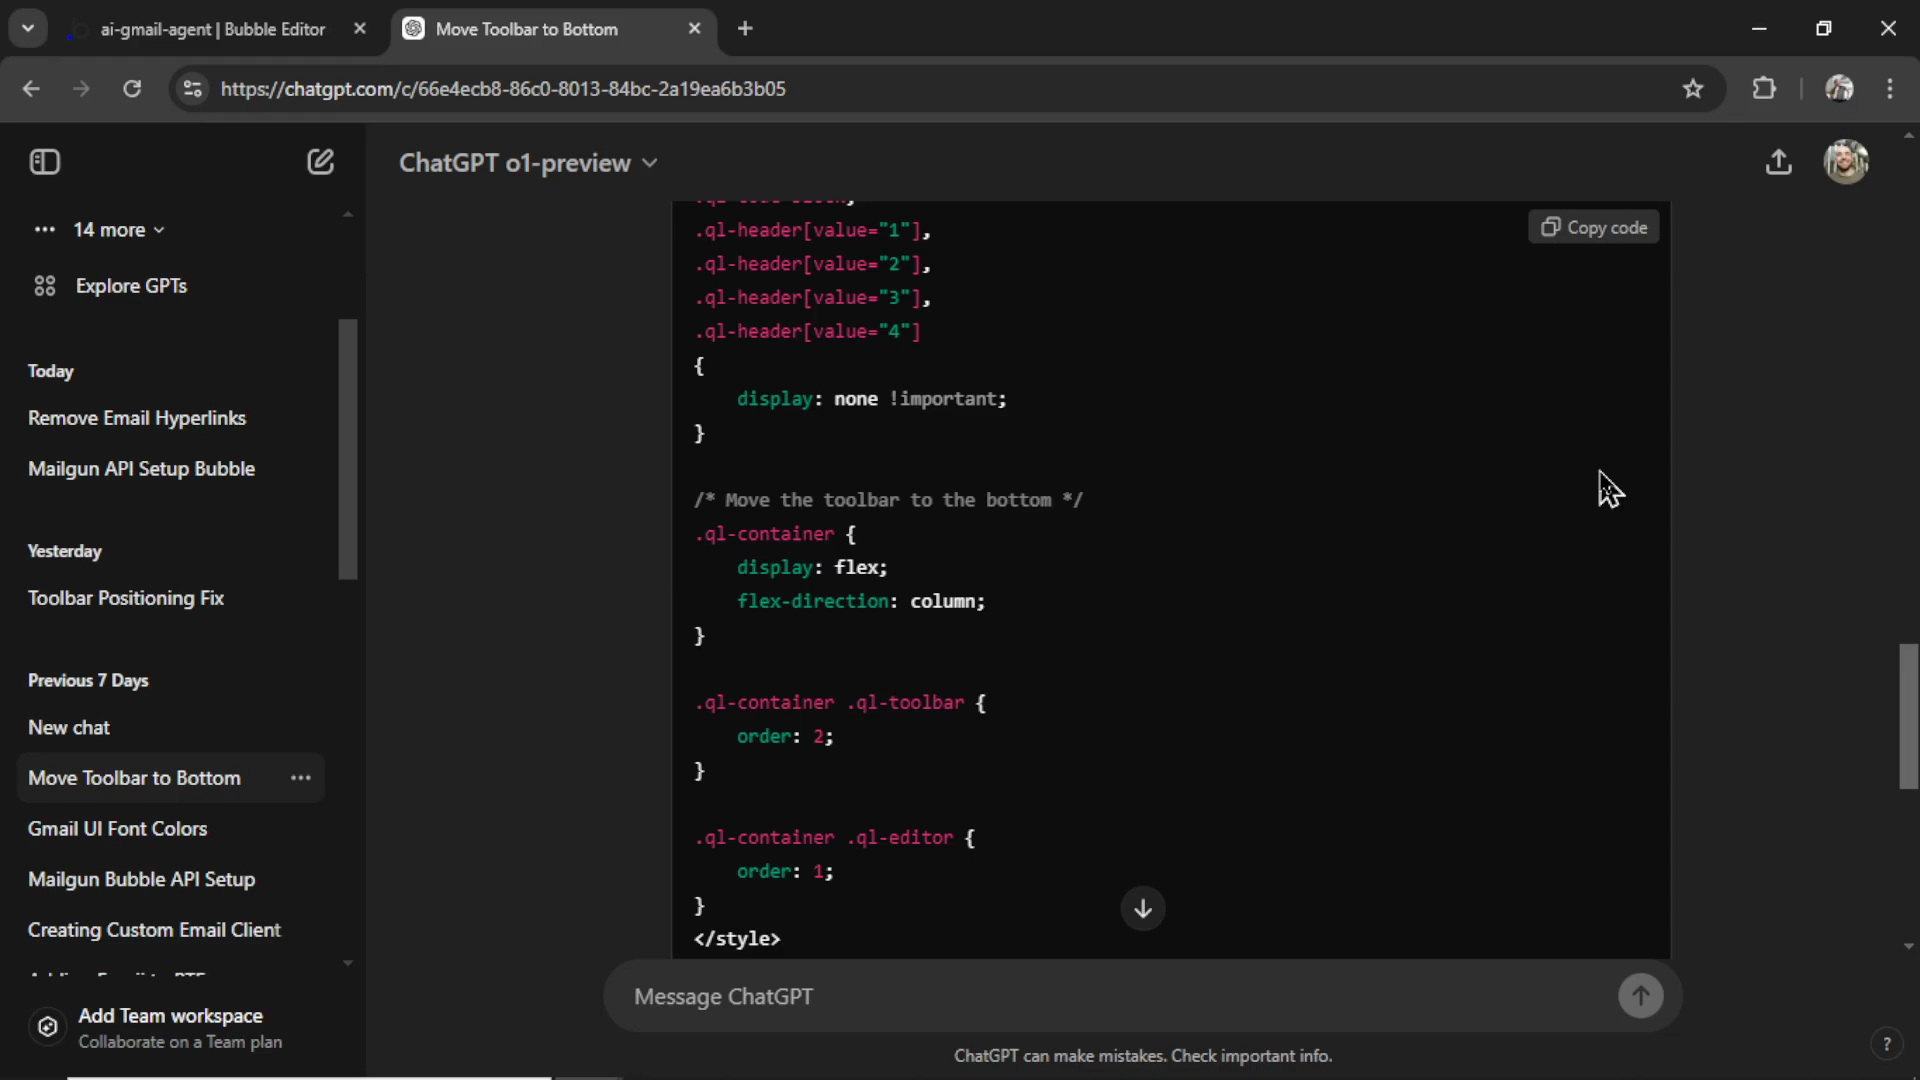 ai-gmail-agent | Bubble Editor
Move Toolbar to Bottom
https://chatgpt.com/c/66e4ecb8-86c0-8013-84bc-2a19ea6b3b05
ChatGPT o1-preview
14 more
Explore GPTs
Today
Remove Email Hyperlinks
Mailgun API Setup Bubble
Yesterday
Toolbar Positioning Fix
Previous 7 Days
New chat
Move Toolbar to Bottom
Gmail UI Font Colors
Mailgun Bubble API Setup
Creating Custom Email Client
Add Team workspace
Collaborate on a Team plan
Copy code
.ql-header[value="1"],
.ql-header[value="2"],
.ql-header[value="3"],
.ql-header[value="4"]
{
display: none !important;
}
/* Move the toolbar to the bottom */
.ql-container {
display: flex;
flex-direction: column;
}
.ql-container .ql-toolbar {
order: 2;
}
.ql-container .ql-editor {
order: 1;
}
</style>
Message ChatGPT
ChatGPT can make mistakes. Check important info.
?